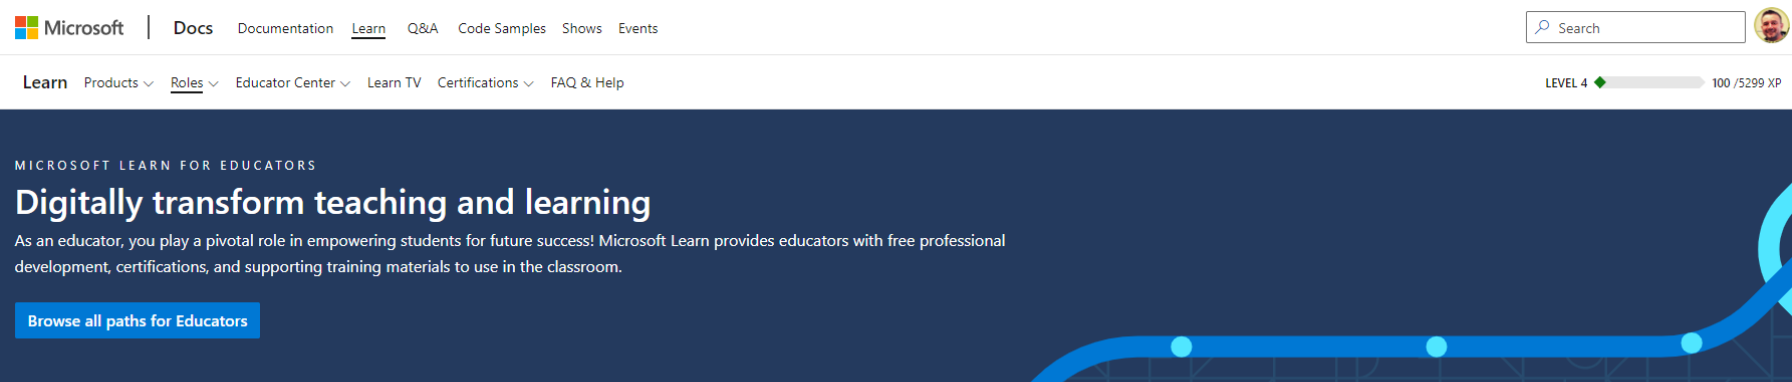 Microsoft Docs Documentation Learn Q&A Code Samples Shows Events Search
Learn Products Roles Educator Center Learn TV Certifications FAQ & Help LEVEL 4 100 /5299 XP
MICROSOFT LEARN FOR EDUCATORS
Digitally transform teaching and learning
As an educator, you play a pivotal role in empowering students for future success! Microsoft Learn provides educators with free professional
development, certifications, and supporting training materials to use in the classroom.
Browse all paths for Educators